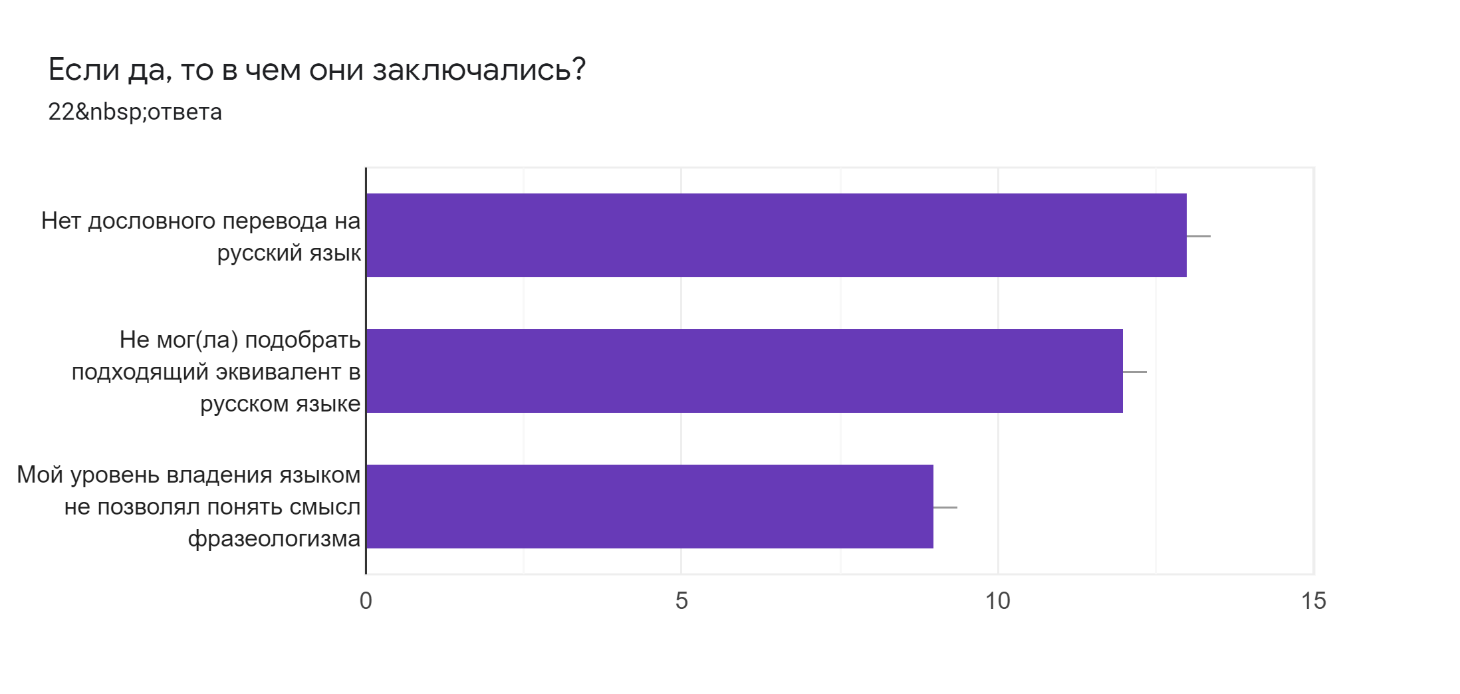 Если да, то в чем они заключались?
22&nbsp;ответа
Нет дословного перевода на
русский язык
Не мог(ла) подобрать
подходящий эквивалент в
русском языке
Мой уровень владения языком
не позволял понять смысл
фразеологизма
0 5 10 15